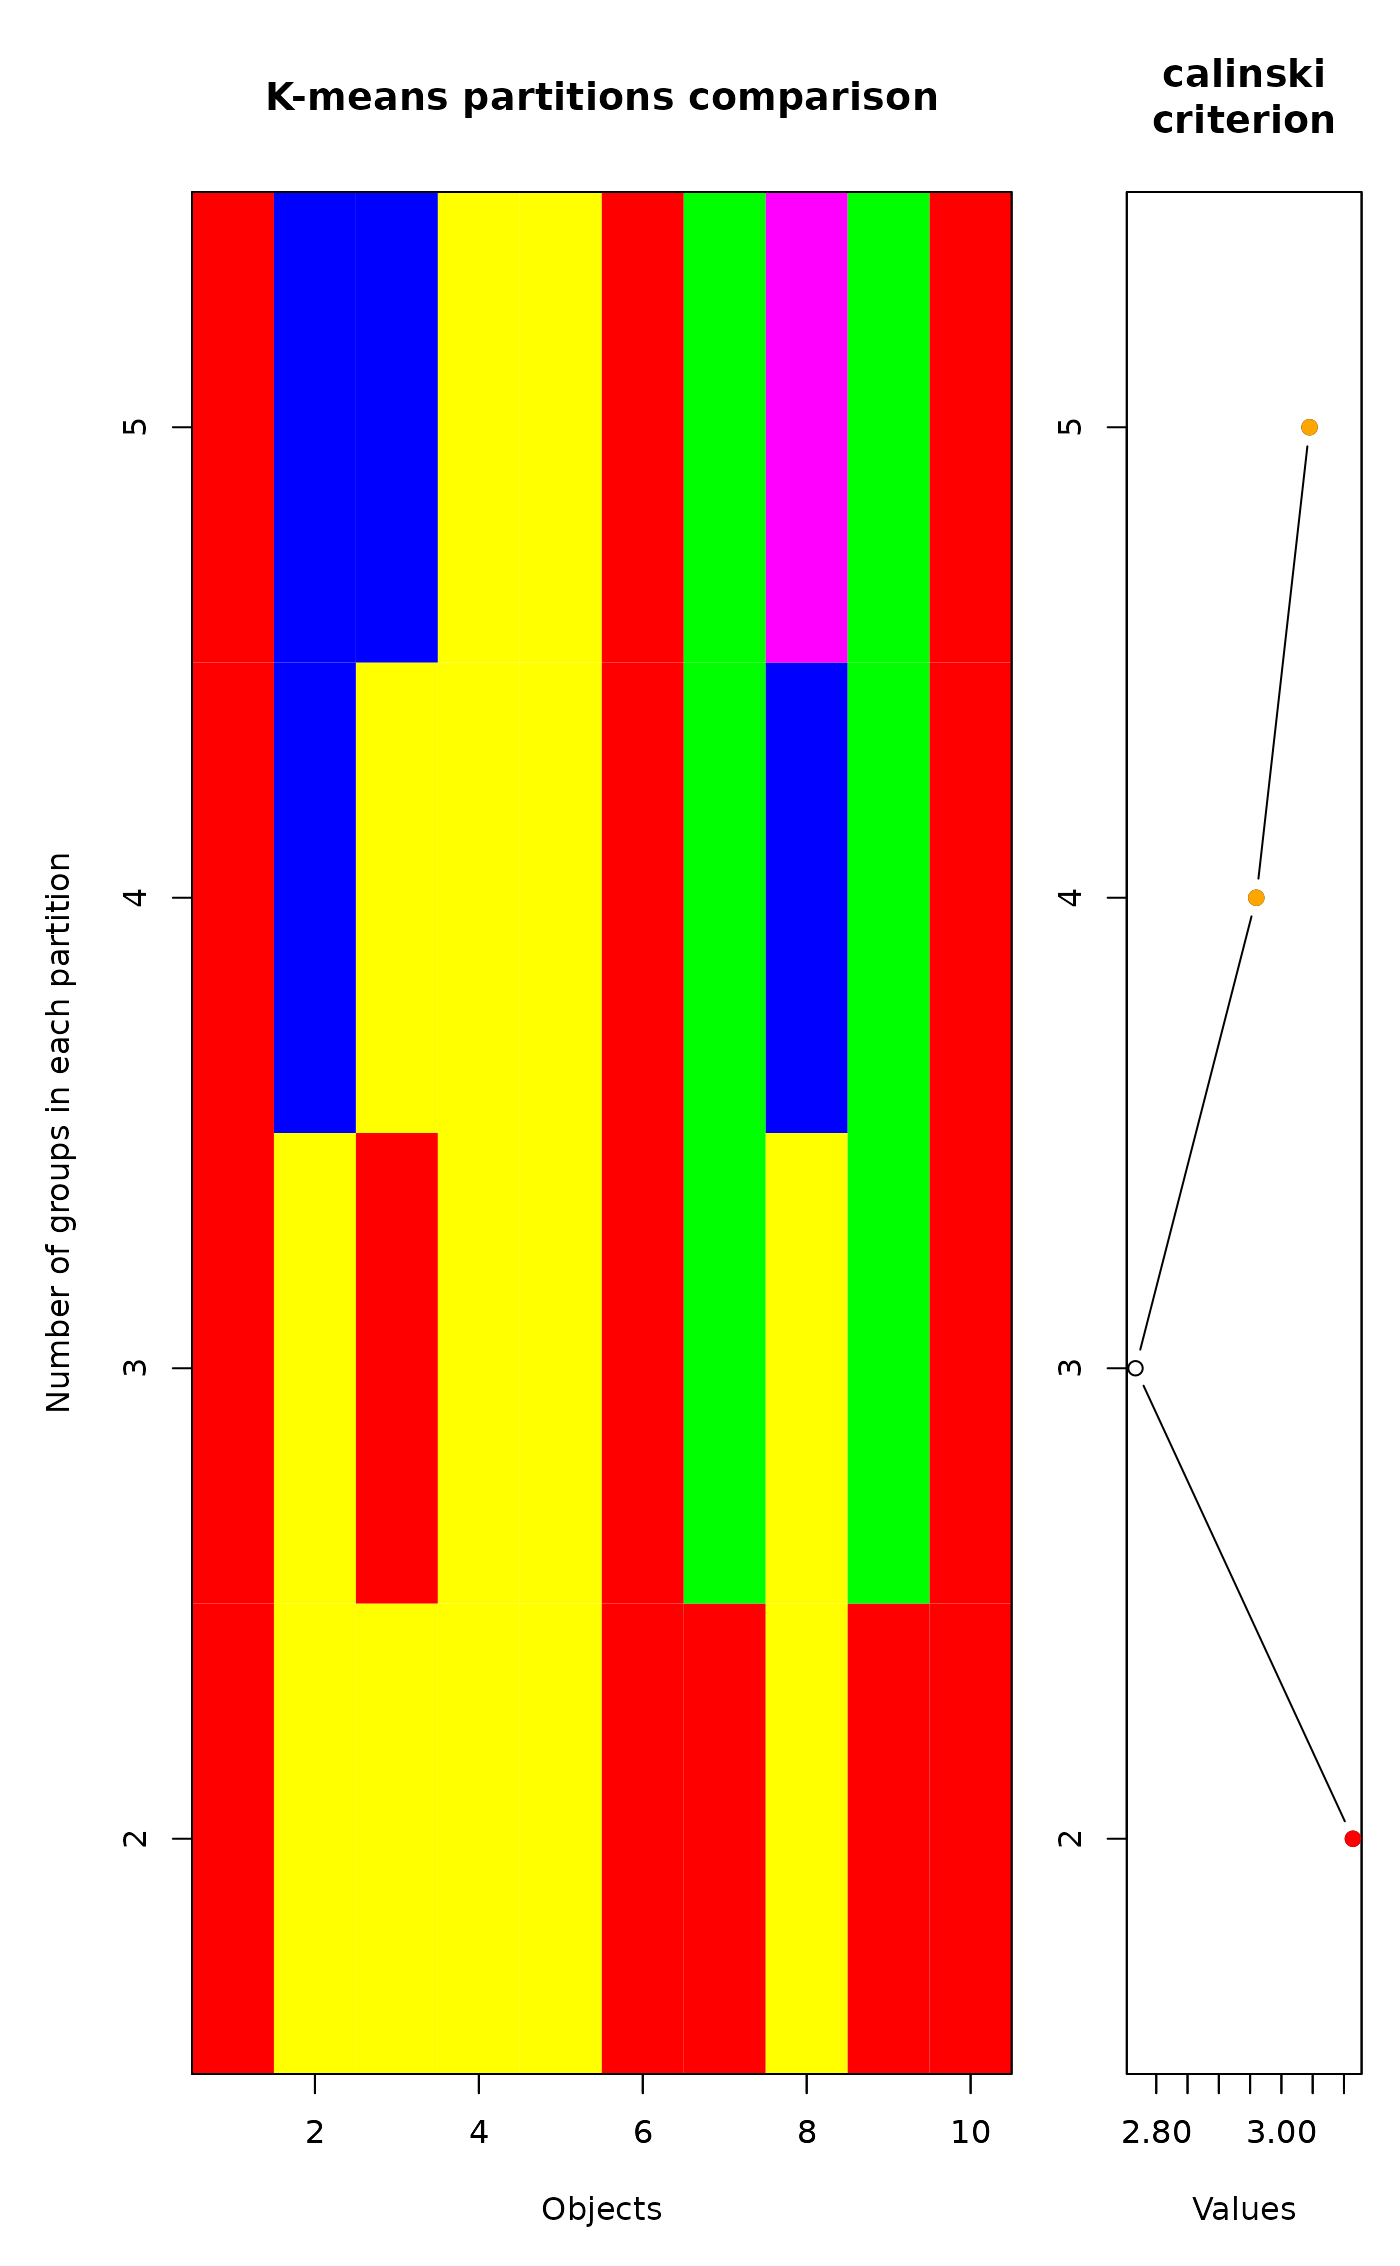 K-means partitions comparison
calinski
criterion
Number of groups in each partition
5
4
3
2
2 4 6 8 10
Objects
5
4
3
2
2.80 3.00
Values